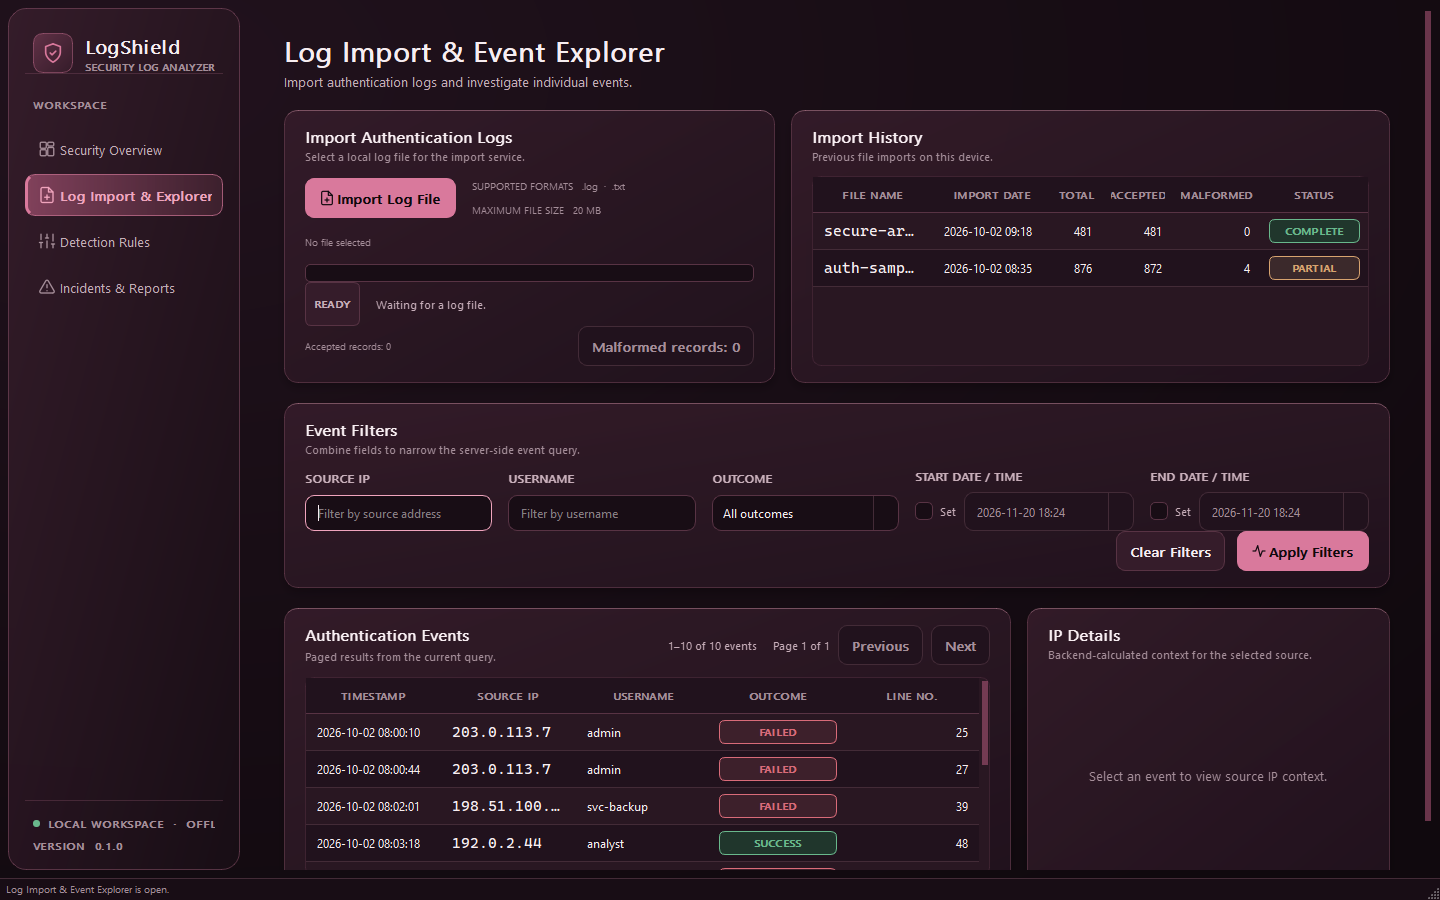 LogShield
SECURITY LOG ANALYZER
WORKSPACE
Security Overview
Log Import & Explorer
Detection Rules
Incidents & Reports
LOCAL WORKSPACE · OFFL
VERSION 0.1.0
Log Import & Event Explorer
Import authentication logs and investigate individual events.
Import Authentication Logs
Select a local log file for the import service.
Import Log File
SUPPORTED FORMATS .log · .txt
MAXIMUM FILE SIZE 20 MB
No file selected
READY Waiting for a log file.
Accepted records: 0 Malformed records: 0
Import History
Previous file imports on this device.
FILE NAME IMPORT DATE TOTAL ACCEPTED MALFORMED STATUS
secure-ar… 2026-10-02 09:18 481 481 0 COMPLETE
auth-samp… 2026-10-02 08:35 876 872 4 PARTIAL
Event Filters
Combine fields to narrow the server-side event query.
SOURCE IP USERNAME OUTCOME START DATE / TIME END DATE / TIME
Filter by source address Filter by username All outcomes Set 2026-11-20 18:24 Set 2026-11-20 18:24
Clear Filters Apply Filters
Authentication Events
Paged results from the current query.
1–10 of 10 events Page 1 of 1 Previous Next
TIMESTAMP SOURCE IP USERNAME OUTCOME LINE NO.
2026-10-02 08:00:10 203.0.113.7 admin FAILED 25
2026-10-02 08:00:44 203.0.113.7 admin FAILED 27
2026-10-02 08:02:01 198.51.100.… svc-backup FAILED 39
2026-10-02 08:03:18 192.0.2.44 analyst SUCCESS 48
IP Details
Backend-calculated context for the selected source.
Select an event to view source IP context.
Log Import & Event Explorer is open.